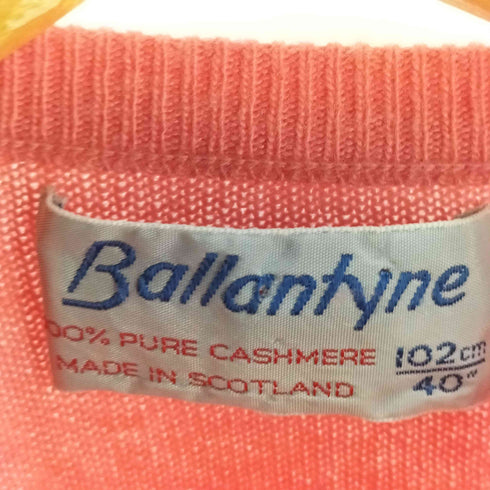 Ballantyne
00% PURE CASHMERE 102cm
MADE IN SCOTLAND 40"